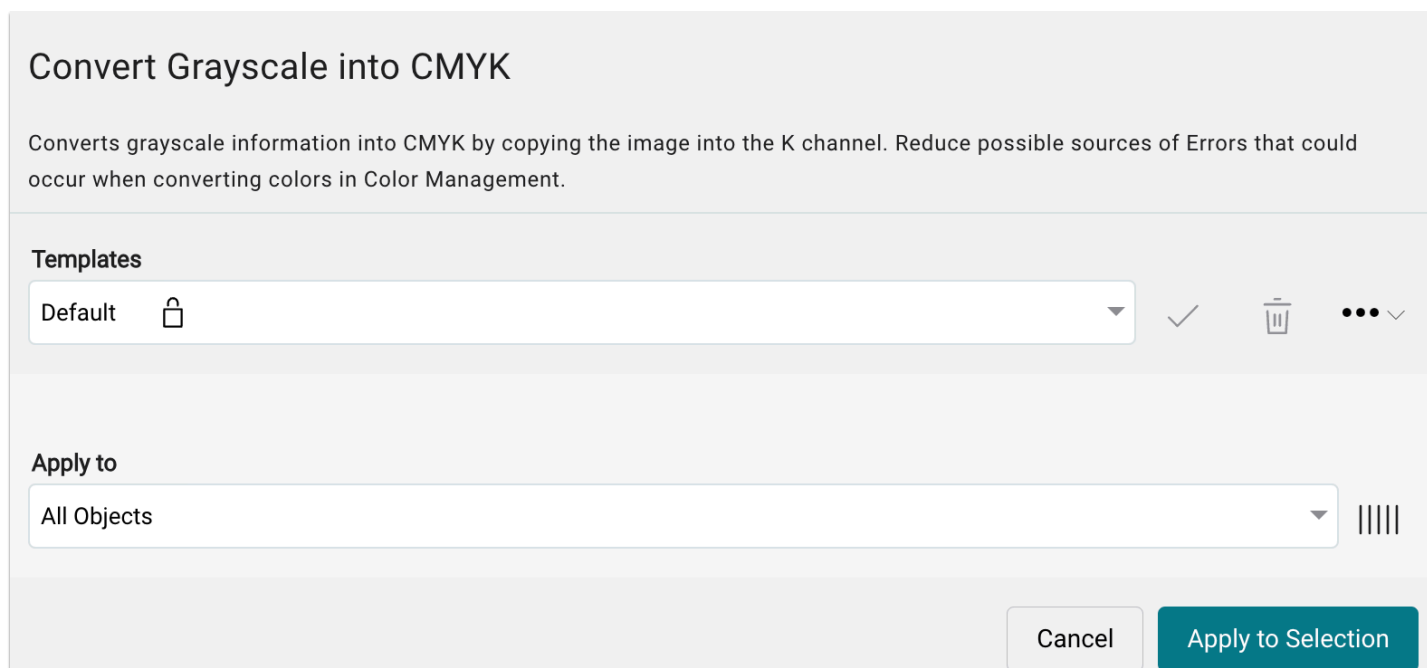 Convert Grayscale into CMYK
Converts grayscale information into CMYK by copying the image into the K channel. Reduce possible sources of Errors that could
occur when converting colors in Color Management.
Templates
Default
Apply to
All Objects
Cancel
Apply to Selection